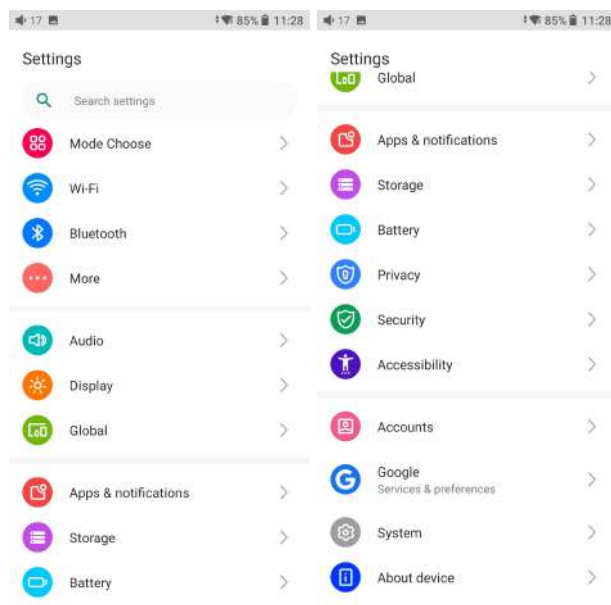 17 85% 11:28
Settings
Search settings
Mode Choose
Wi-Fi
Bluetooth
More
Audio
Display
Global
Apps & notifications
Storage
Battery
17 85% 11:28
Settings
Global
Apps & notifications
Storage
Battery
Privacy
Security
Accessibility
Accounts
Google
Services & preferences
System
About device